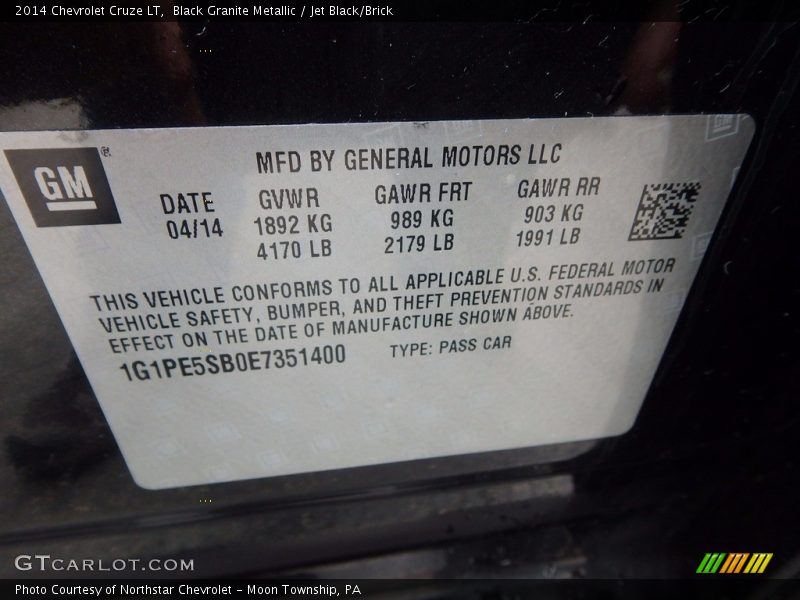 2014 Chevrolet Cruze LT, Black Granite Metallic / Jet Black/Brick
GM
MFD BY GENERAL MOTORS LLC
DATE GVWR GAWR FRT GAWR RR
04/14 1892 KG 989 KG 903 KG
4170 LB 2179 LB 1991 LB
THIS VEHICLE CONFORMS TO ALL APPLICABLE U.S. FEDERAL MOTOR
VEHICLE SAFETY, BUMPER, AND THEFT PREVENTION STANDARDS IN
EFFECT ON THE DATE OF MANUFACTURE SHOWN ABOVE.
1G1PE5SB0E7351400 TYPE: PASS CAR
GTCARLOT.COM
Photo Courtesy of Northstar Chevrolet - Moon Township, PA